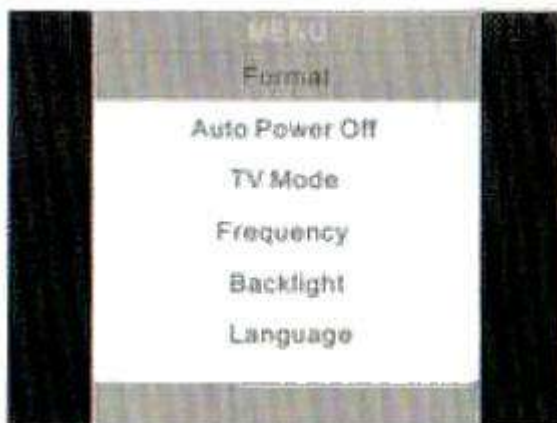 MENU
Format
Auto Power Off
TV Mode
Frequency
Backlight
Language